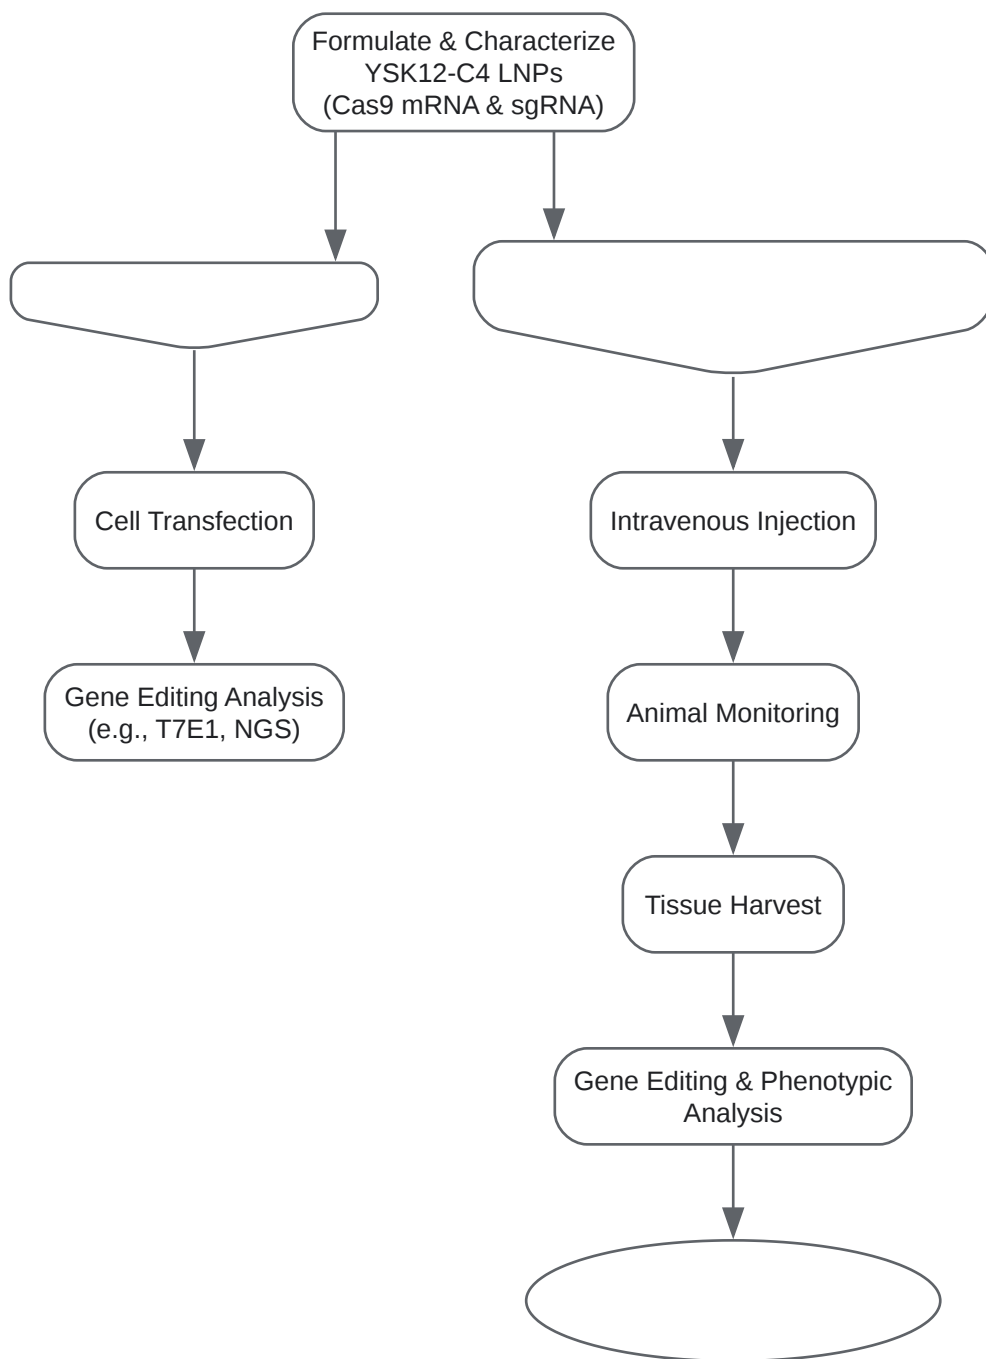 Formulate & Characterize
YSK12-C4 LNPs
(Cas9 mRNA & sgRNA)
Cell Transfection
Intravenous Injection
Gene Editing Analysis
(e.g., T7E1, NGS)
Animal Monitoring
Tissue Harvest
Gene Editing & Phenotypic
Analysis